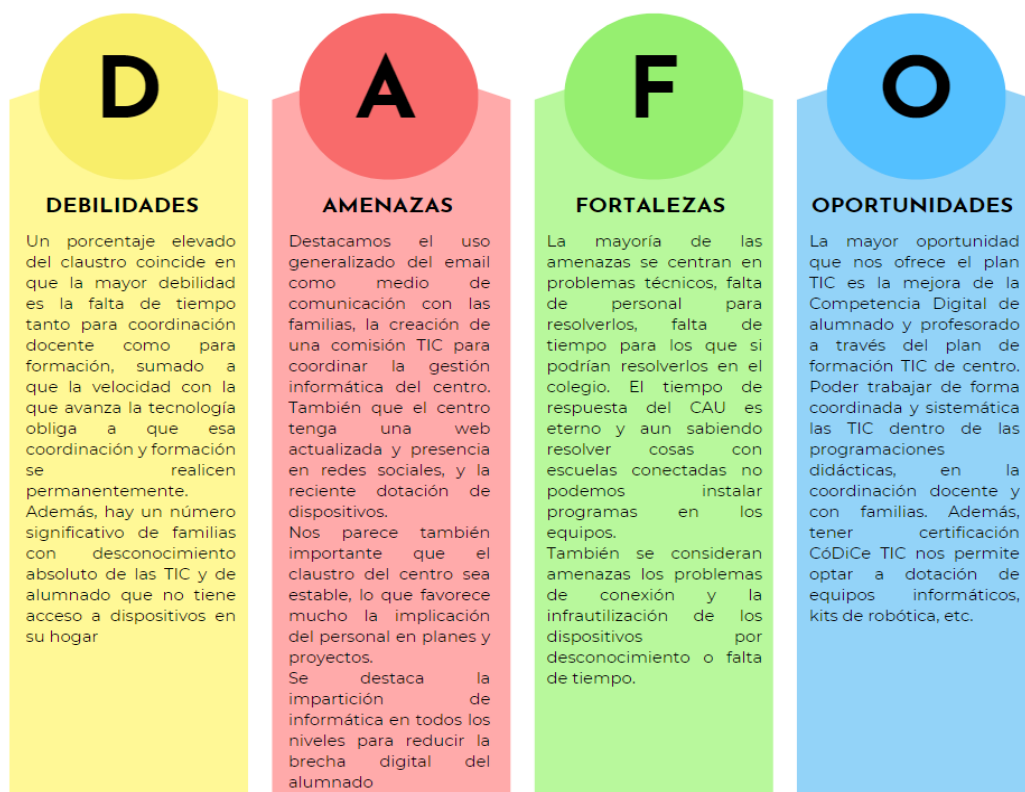 D
DEBILIDADES
Un porcentaje elevado
del claustro coincide en
que la mayor debilidad
es la falta de tiempo
tanto para coordinación
docente como para
formación, sumado a
que la velocidad con la
que avanza la tecnología
obliga a que esa
coordinación y formación
se realicen
permanentemente.
Además, hay un número
significativo de familias
con desconocimiento
absoluto de las TIC y de
alumnado que no tiene
acceso a dispositivos en
su hogar
A
AMENAZAS
Destacamos el uso
generalizado del email
como medio de
comunicación con las
familias, la creación de
una comisión TIC para
coordinar la gestión
informática del centro.
También que el centro
tenga una web
actualizada y presencia
en redes sociales, y la
reciente dotación de
dispositivos.
Nos parece también
importante que el
claustro del centro sea
estable, lo que favorece
mucho la implicación
del personal en planes y
proyectos.
Se destaca la
impartición de
informática en todos los
niveles para reducir la
brecha digital del
alumnado
F
FORTALEZAS
La mayoría de las
amenazas se centran en
problemas técnicos, falta
de personal para
resolverlos, falta de
tiempo para los que si
podrían resolverlos en el
colegio. El tiempo de
respuesta del CAU es
eterno y aun sabiendo
resolver cosas con
escuelas conectadas no
podemos instalar
programas en los
equipos.
También se consideran
amenazas los problemas
de conexión y la
infrautilización de los
dispositivos por
desconocimiento o falta
de tiempo.
O
OPORTUNIDADES
La mayor oportunidad
que nos ofrece el plan
TIC es la mejora de la
Competencia Digital de
alumnado y profesorado
a través del plan de
formación TIC de centro.
Poder trabajar de forma
coordinada y sistemática
las TIC dentro de las
programaciones
didácticas, en la
coordinación docente y
con familias. Además,
tener certificación
CóDiCe TIC nos permite
optar a dotación de
equipos informáticos,
kits de robótica, etc.